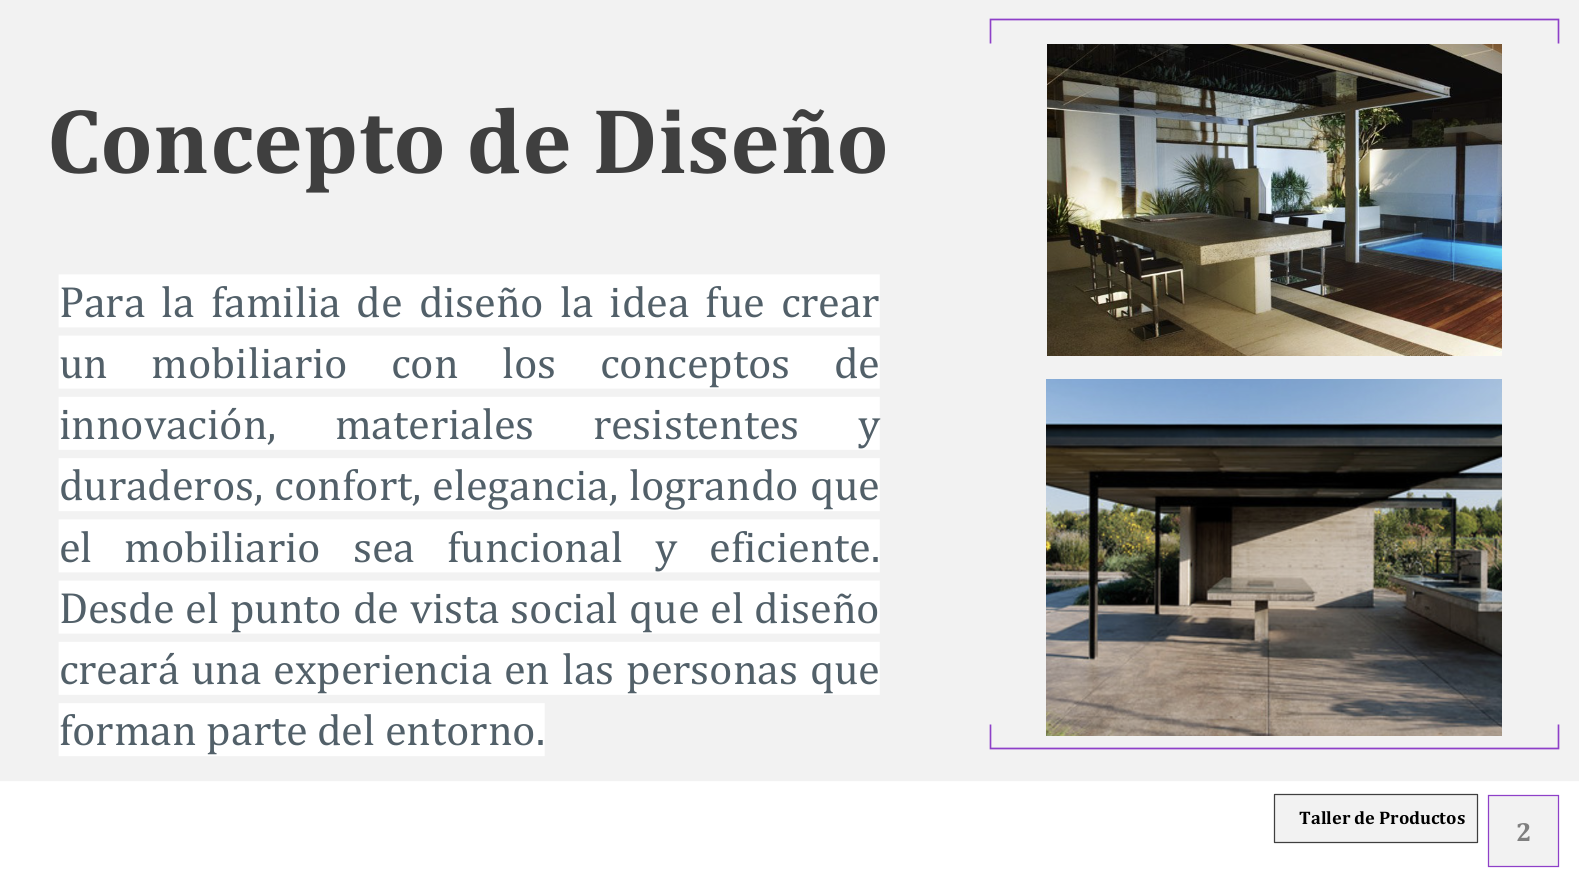 Concepto de Diseño
Para la familia de diseño la idea fue crear
un mobiliario con los conceptos de
innovación, materiales resistentes y
duraderos, confort, elegancia, logrando que
el mobiliario sea funcional y eficiente.
Desde el punto de vista social que el diseño
creará una experiencia en las personas que
forman parte del entorno.
Taller de Productos
2